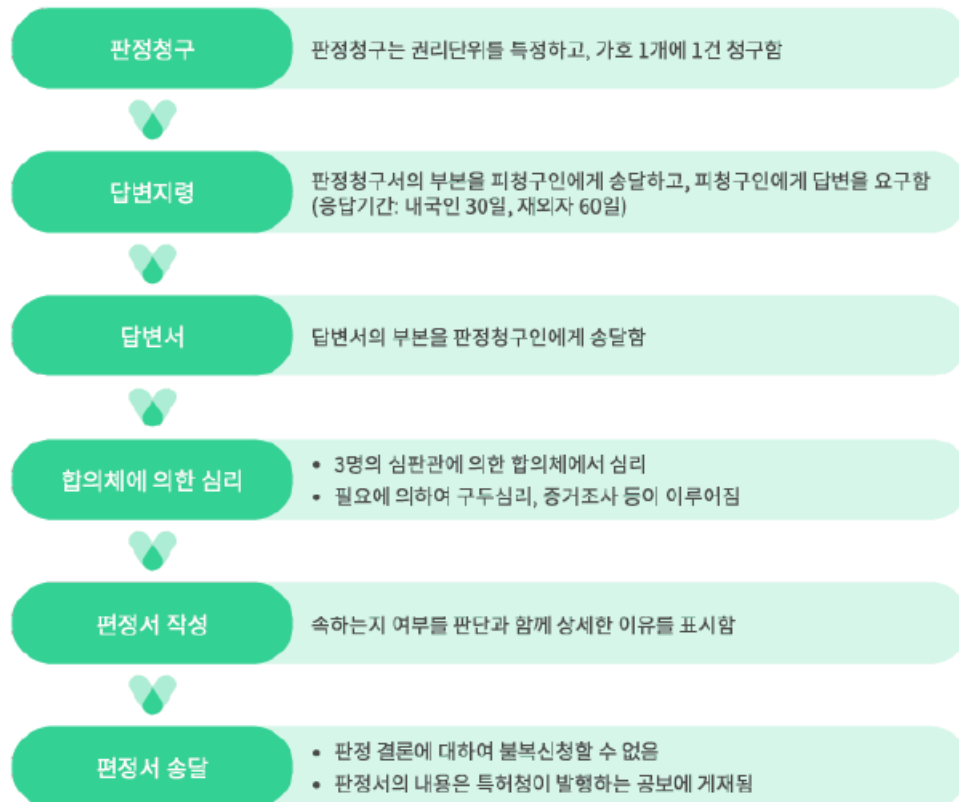 판정청구
판정청구는 권리단위를 특정하고, 가호 1개에 1건 청구함
답변지령
판정청구서의 부본을 피청구인에게 송달하고, 피청구인에게 답변을 요구함
(응답기간: 내국인 30일, 재외자 60일)
답변서
답변서의 부본을 판정청구인에게 송달함
합의체에 의한 심리
• 3명의 심판관에 의한 합의체에서 심리
• 필요에 의하여 구두심리, 증거조사 등이 이루어짐
편정서 작성
속하는지 여부를 판단과 함께 상세한 이유를 표시함
편정서 송달
• 판정 결론에 대하여 불복신청할 수 없음
• 판정서의 내용은 특허청이 발행하는 공보에 게재됨